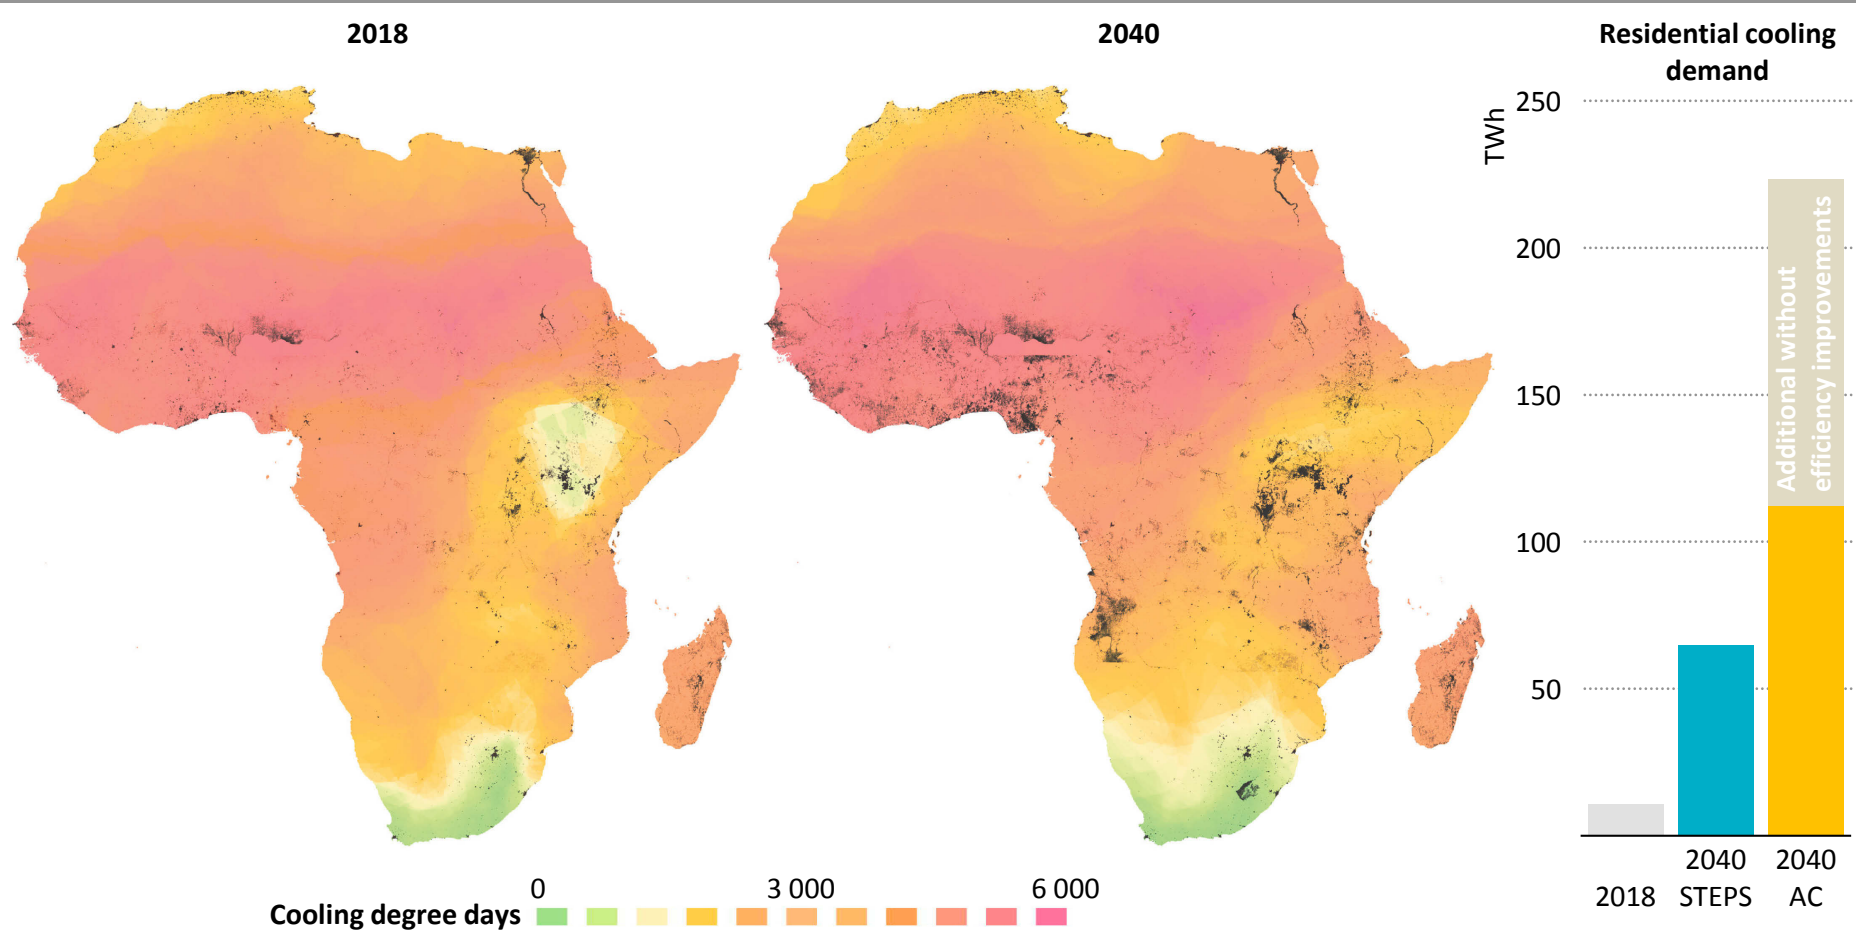 2018
2040
Residential cooling
demand
TWh
250
200
150
100
50
Additional without
efficiency improvements
2018
2040
STEPS
2040
AC
0
3 000
6 000
Cooling degree days